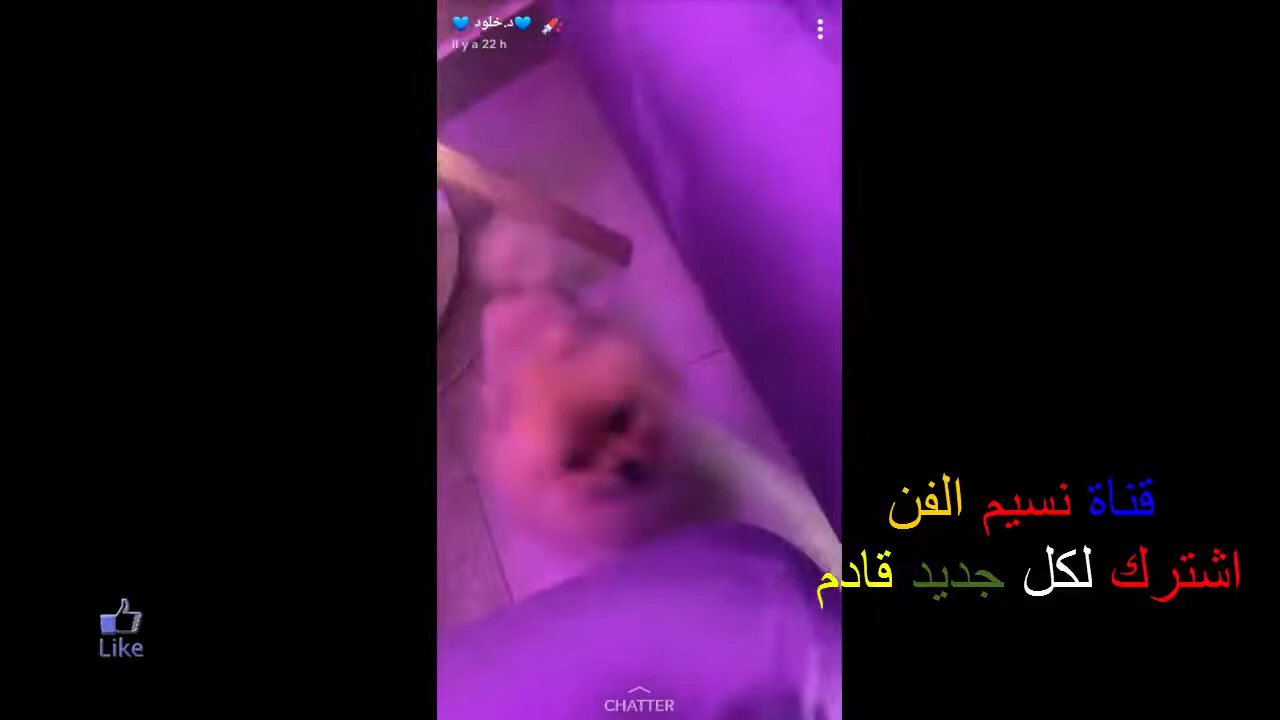 💙 د.خلود💙 💉
il y a 22 h
قناة نسيم الفن
اشترك لكل جديد قادم
Like
CHATTER